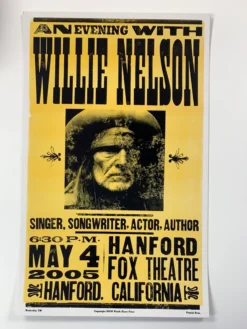 AN EVENING WITH
WILLIE NELSON
SINGER, SONGWRITER, ACTOR, AUTHOR
6:30 P.M.
MAY 4
2005
HANFORD
FOX THEATRE
HANFORD, CALIFORNIA